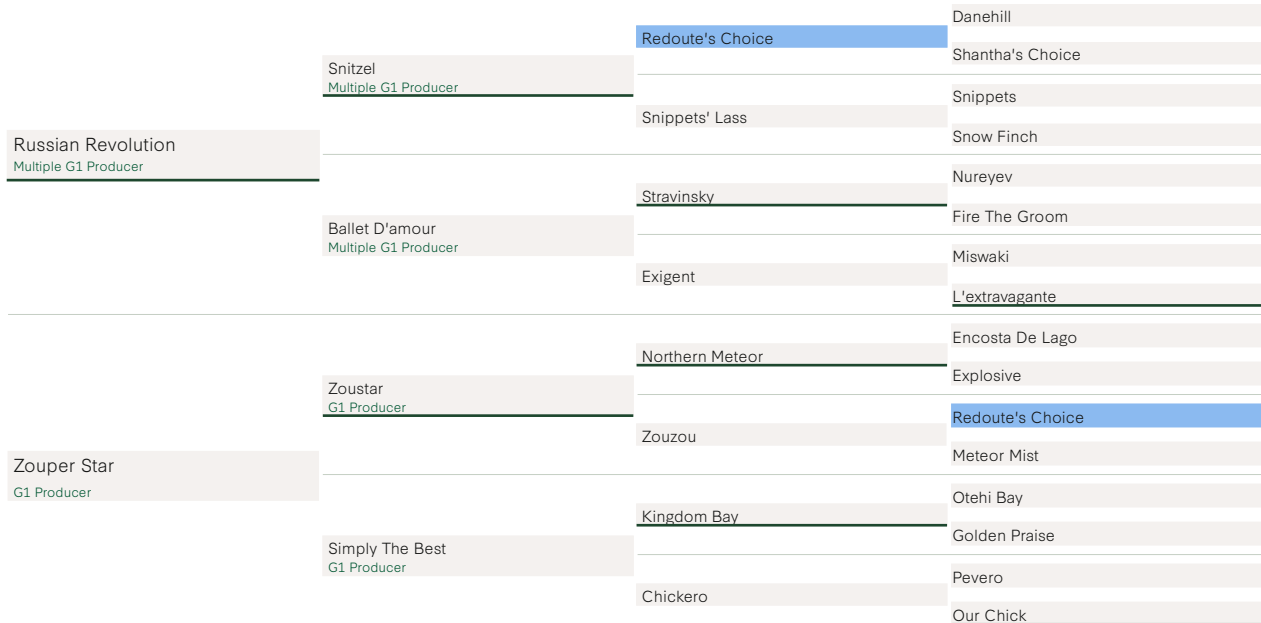 Russian Revolution
Multiple G1 Producer
Zouper Star
G1 Producer
Snitzel
Multiple G1 Producer
Ballet D'amour
Multiple G1 Producer
Zoustar
G1 Producer
Simply The Best
G1 Producer
Redoute's Choice
Snippets' Lass
Stravinsky
Exigent
Northern Meteor
Zouzou
Kingdom Bay
Chickero
Danehill
Shantha's Choice
Snippets
Snow Finch
Nureyev
Fire The Groom
Miswaki
L'extravagante
Encosta De Lago
Explosive
Redoute's Choice
Meteor Mist
Otehi Bay
Golden Praise
Pevero
Our Chick